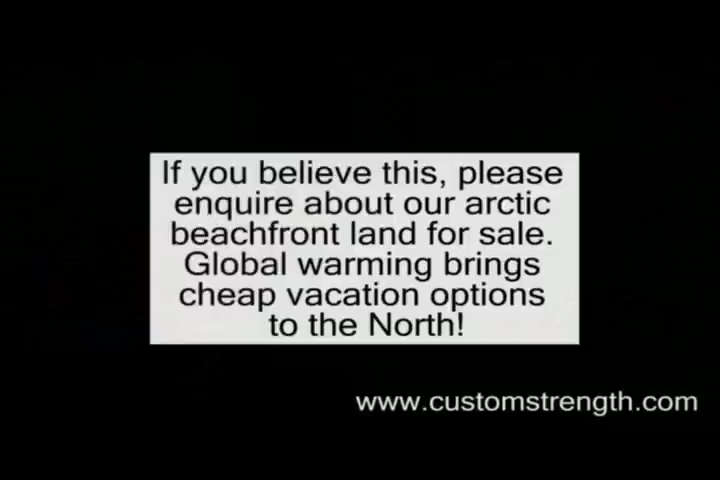 If you believe this, please
enquire about our arctic
beachfront land for sale.
Global warming brings
cheap vacation options
to the North!
www.customstrength.com